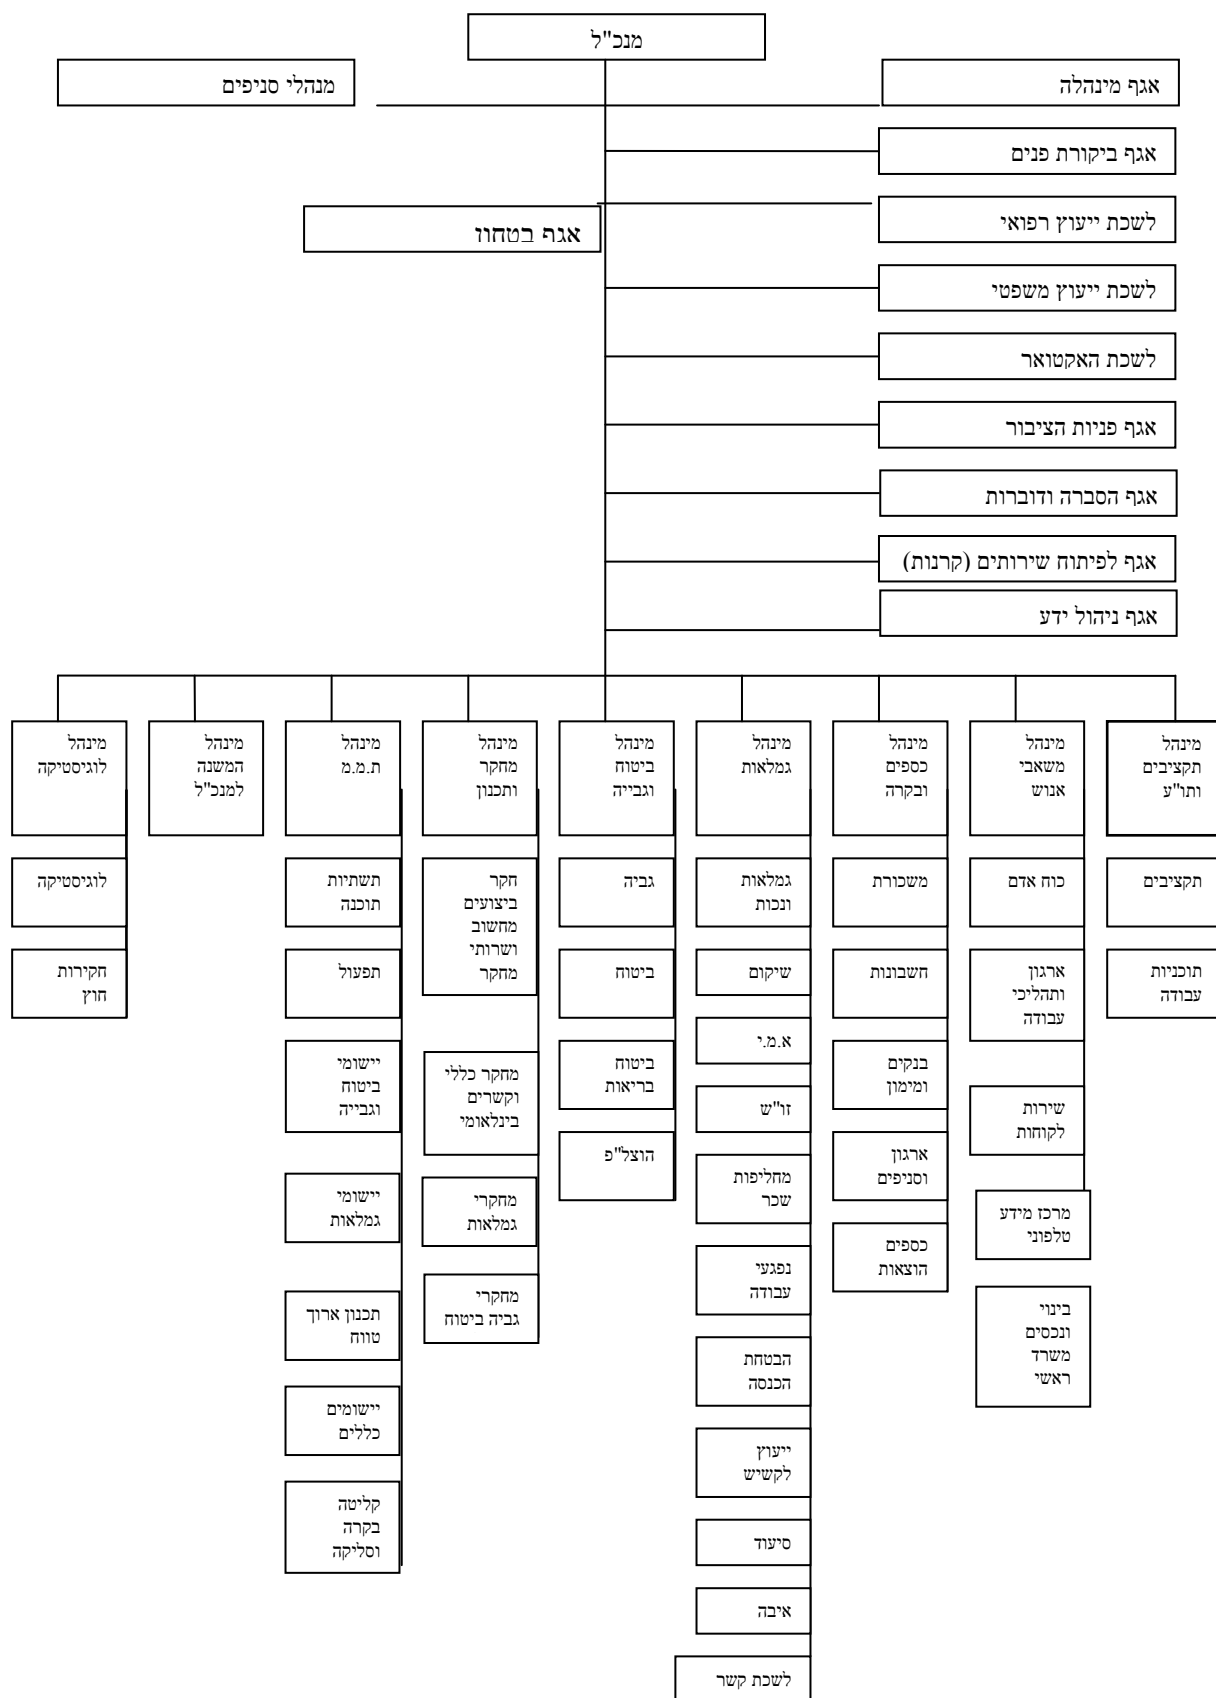 מנכ"ל
אגף מינהלה
מנהלי סניפים
אגף ביקורת פנים
לשכת ייעוץ רפואי
אגף בטחון
לשכת ייעוץ משפטי
לשכת האקטואר
אגף פניות הציבור
אגף הסברה ודוברות
אגף לפיתוח שירותים (קרנות)
אגף ניהול ידע
מינהל
תקציבים
ותו"ע
תקציבים
תוכניות
עבודה
מינהל
משאבי
אנוש
כוח אדם
ארגון
ותהליכי
עבודה
שירות
לקוחות
מרכז מידע
טלפוני
בינוי
ונכסים
משרד
ראשי
מינהל
כספים
ובקרה
משכורת
חשבונות
בנקים
ומימון
ארגון
וסניפים
כספים
הוצאות
מינהל
גמלאות
גמלאות
ונכות
שיקום
א.מ.י
זו"ש
מחליפות
שכר
נפגעי
עבודה
הבטחת
הכנסה
ייעוץ
לקשיש
סיעוד
איבה
לשכת קשר
מינהל
ביטוח
וגבייה
גביה
ביטוח
ביטוח
בריאות
הוצל"פ
מינהל
מחקר
ותכנון
חקר
ביצועים
מחשוב
ושרותי
מחקר
מחקר כללי
וקשרים
בינלאומי
מחקרי
גמלאות
מחקרי
גביה ביטוח
מינהל
ת.מ.מ
תשתיות
תוכנה
תפעול
יישומי
ביטוח
וגבייה
יישומי
גמלאות
תכנון ארוך
טווח
יישומים
כללים
קליטה
בקרה
וסליקה
מינהל
המשנה
למנכ"ל
מינהל
לוגיסטיקה
לוגיסטיקה
חקירות
חוץ